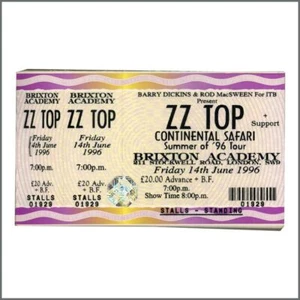 BRIXTON
ACADEMY
ZZ TOP
Friday
14th June
1996
7:00p.m.
£20 Adv.
+ B.F.
STALLS
01929
BRIXTON
ACADEMY
ZZ TOP
Friday
14th June
1996
7:00p.m.
£20 Adv.
+ B.F.
STALLS
01929
BARRY DICKINS & ROD MacSWEEN For ITB
Present
ZZ TOP
+ Support
CONTINENTAL SAFARI
Summer of '96 Tour
BRIXTON ACADEMY
211 STOCKWELL ROAD, LONDON, SW9
Friday 14th June 1996
£20.00 Advance + B.F.
7:00p.m.
Show Time 8:00p.m.
01929
STALLS - STANDING